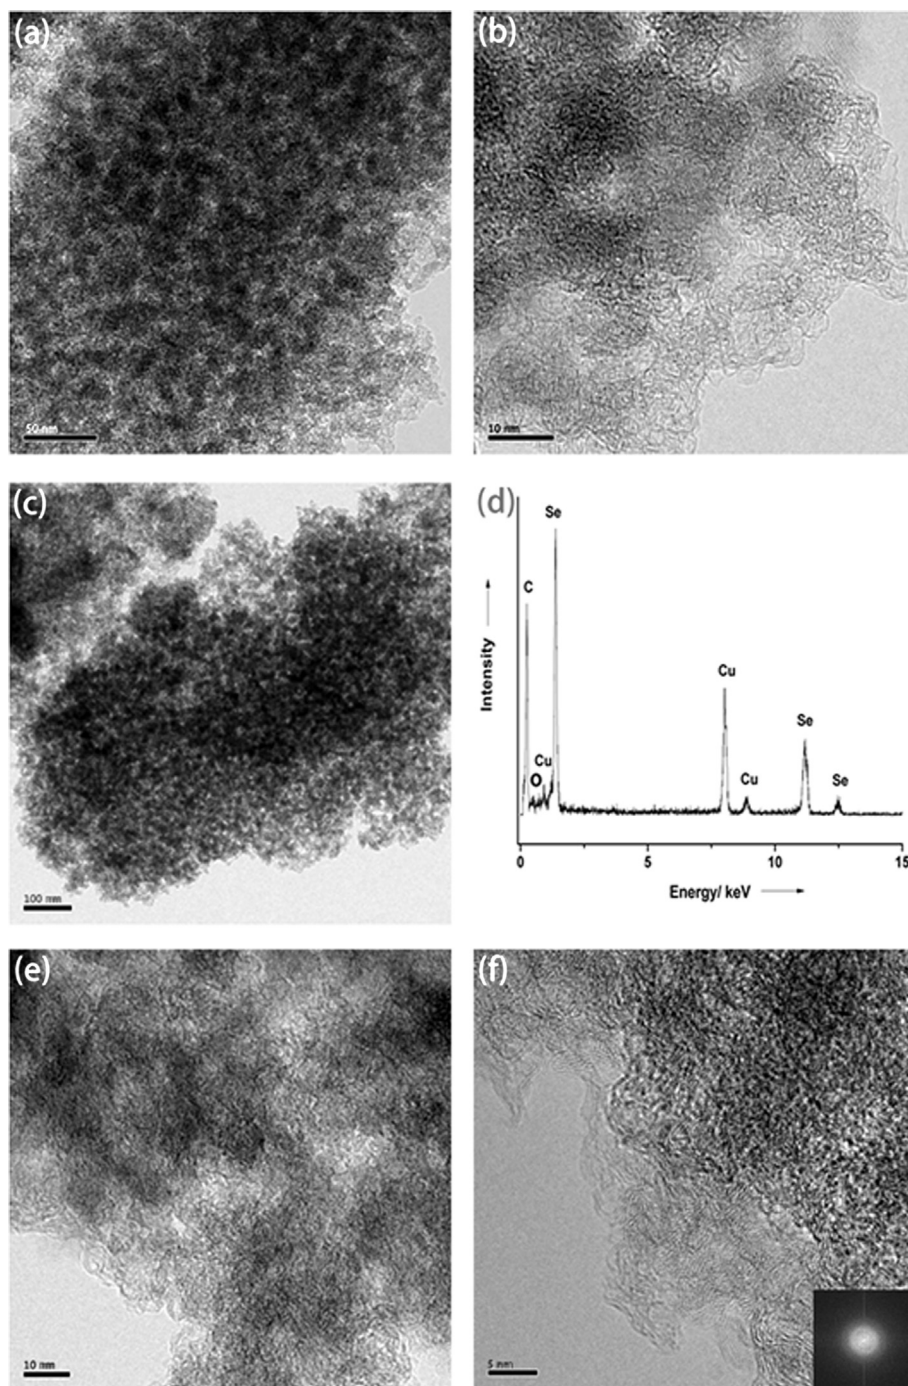 (a)
50 nm
(b)
10 nm
(c)
100 nm
(d)
Intensity
C
O
Cu
Se
Cu
Cu
Se
Se
0 5 10 15
Energy/ keV
(e)
10 nm
(f)
5 nm